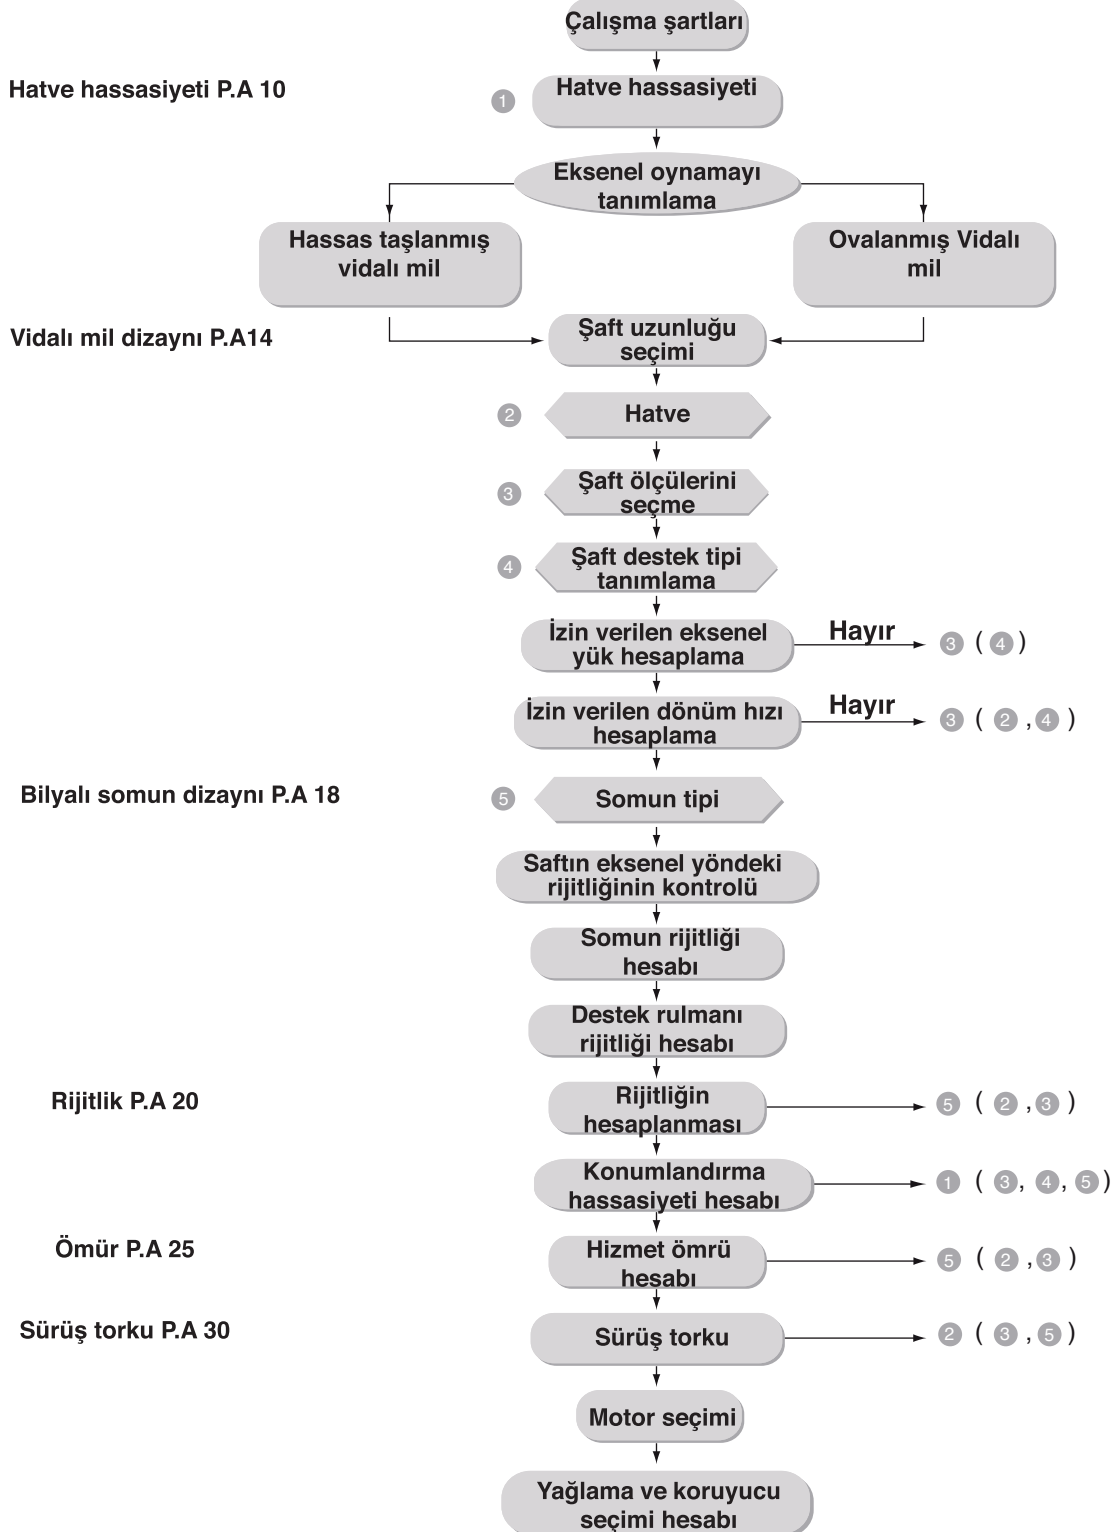 Çalışma şartları
Hatve hassasiyeti P.A 10
1
Hatve hassasiyeti
Eksenel oynamayı
tanımlama
Hassas taşlanmış
vidalı mil
Ovalanmış Vidalı
mil
Vidalı mil dizaynı P.A14
Şaft uzunluğu
seçimi
2
Hatve
3
Şaft ölçülerini
seçme
4
Şaft destek tipi
tanımlama
İzin verilen eksenel
yük hesaplama
Hayır
3 ( 4 )
İzin verilen dönüm hızı
hesaplama
Hayır
3 ( 2 , 4 )
Bilyalı somun dizaynı P.A 18
5
Somun tipi
Saftın eksenel yöndeki
rijitliğinin kontrolü
Somun rijitliği
hesabı
Destek rulmanı
rijitliği hesabı
Rijitlik P.A 20
Rijitliğin
hesaplanması
5 ( 2 , 3 )
Konumlandırma
hassasiyeti hesabı
1 ( 3, 4, 5 )
Ömür P.A 25
Hizmet ömrü
hesabı
5 ( 2 , 3 )
Sürüş torku P.A 30
Sürüş torku
2 ( 3 , 5 )
Motor seçimi
Yağlama ve koruyucu
seçimi hesabı